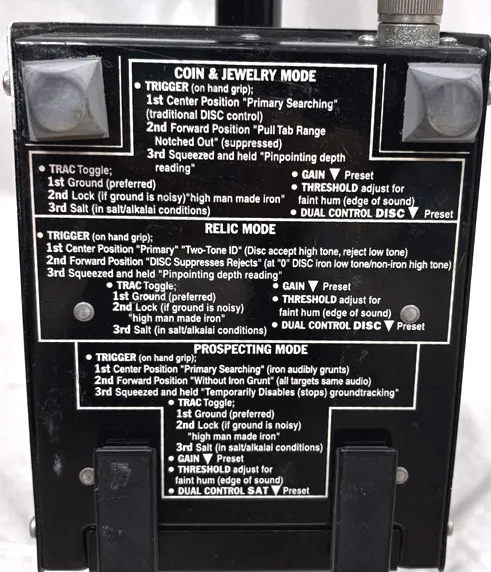 COIN & JEWELRY MODE
• TRIGGER (on hand grip);
1st Center Position "Primary Searching"
(traditional DISC control)
2nd Forward Position "Pull Tab Range
Notched Out" (suppressed)
3rd Squeezed and held "Pinpointing depth
reading"
• TRAC Toggle;
1st Ground (preferred)
2nd Lock (if ground is noisy)"high man made iron"
3rd Salt (in salt/alkalai conditions)
• GAIN ▼ Preset
• THRESHOLD adjust for
faint hum (edge of sound)
• DUAL CONTROL DISC ▼ Preset
RELIC MODE
• TRIGGER (on hand grip);
1st Center Position "Primary" "Two-Tone ID" (Disc accept high tone, reject low tone)
2nd Forward Position "DISC Suppresses Rejects" (at "0" DISC iron low tone/non-iron high tone)
3rd Squeezed and held "Pinpointing depth reading"
• TRAC Toggle;
1st Ground (preferred)
2nd Lock (if ground is noisy)
"high man made iron"
3rd Salt (in salt/alkalai conditions)
• GAIN ▼ Preset
• THRESHOLD adjust for
faint hum (edge of sound)
• DUAL CONTROL DISC ▼ Preset
PROSPECTING MODE
• TRIGGER (on hand grip);
1st Center Position "Primary Searching" (iron audibly grunts)
2nd Forward Position "Without Iron Grunt" (all targets same audio)
3rd Squeezed and held "Temporarily Disables (stops) groundtracking"
• TRAC Toggle;
1st Ground (preferred)
2nd Lock (if ground is noisy)
"high man made iron"
3rd Salt (in salt/alkalai conditions)
• GAIN ▼ Preset
• THRESHOLD adjust for
faint hum (edge of sound)
• DUAL CONTROL SAT ▼ Preset